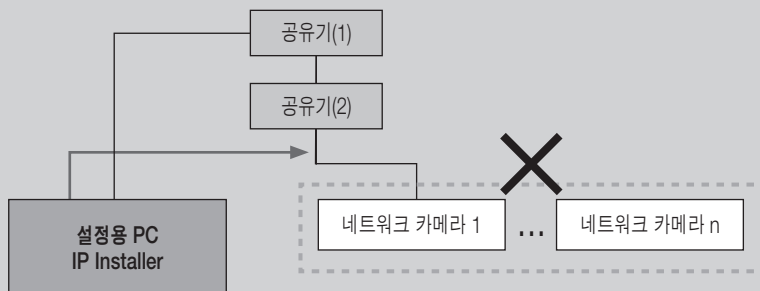 공유기(1)
공유기(2)
네트워크 카메라 1
...
네트워크 카메라 n
설정용 PC
IP Installer